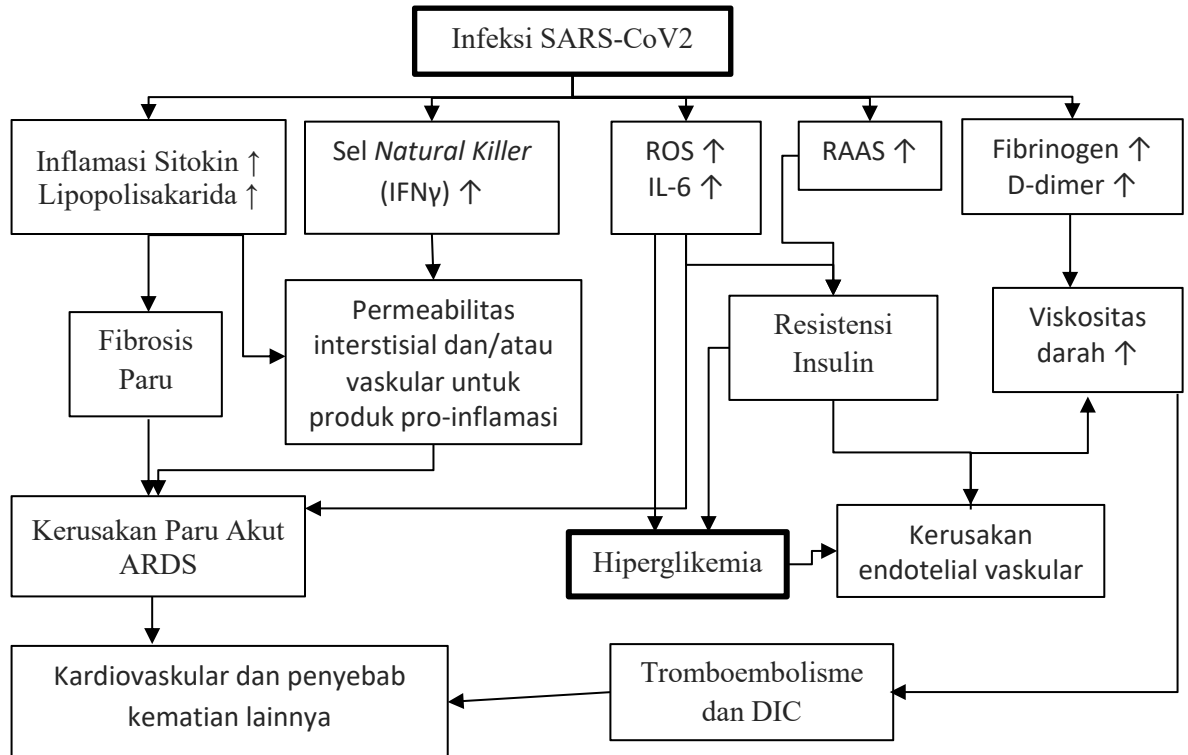 Infeksi SARS-CoV2
Inflamasi Sitokin ↑
Lipopolisakarida ↑
Sel Natural Killer
(IFNγ) ↑
ROS ↑
IL-6 ↑
RAAS ↑
Fibrinogen ↑
D-dimer ↑
Fibrosis
Paru
Permeabilitas
interstisial dan/atau
vaskular untuk
produk pro-inflamasi
Resistensi
Insulin
Viskositas
darah ↑
Kerusakan Paru Akut
ARDS
Hiperglikemia
Kerusakan
endotelial vaskular
Kardiovaskular dan penyebab
kematian lainnya
Tromboembolisme
dan DIC